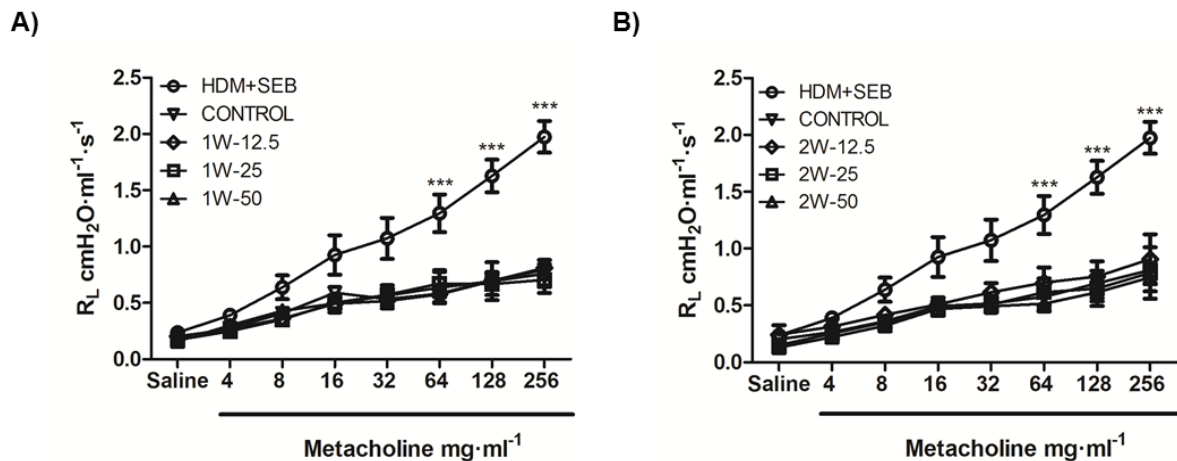 A)
R_L cmH₂O·ml⁻¹·s⁻¹
2.5
2.0
1.5
1.0
0.5
0.0
HDM+SEB
CONTROL
1W-12.5
1W-25
1W-50
***
***
***
Saline 4 8 16 32 64 128 256
Metacholine mg·ml⁻¹
B)
R_L cmH₂O·ml⁻¹·s⁻¹
2.5
2.0
1.5
1.0
0.5
0.0
HDM+SEB
CONTROL
2W-12.5
2W-25
2W-50
***
***
***
Saline 4 8 16 32 64 128 256
Metacholine mg·ml⁻¹